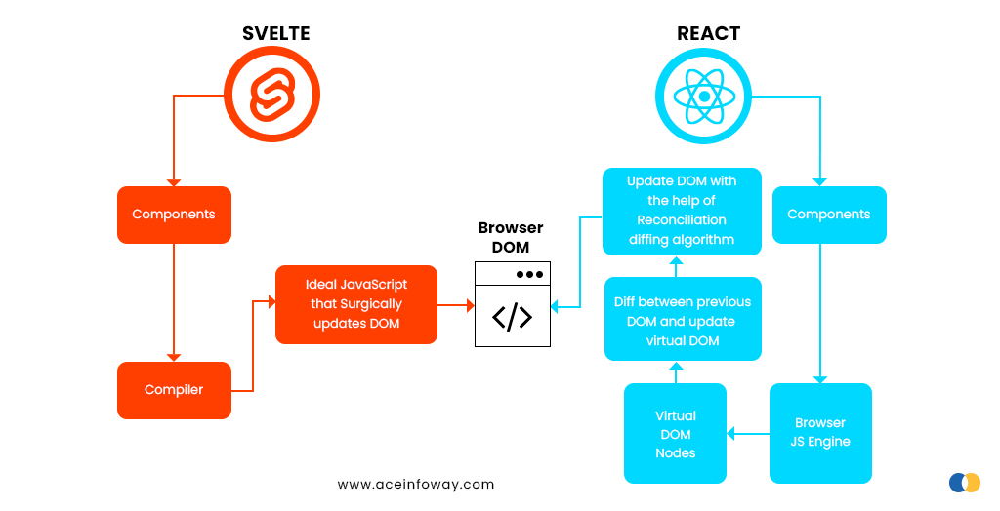 SVELTE
Components
Compiler
Ideal JavaScript
that Surgically
updates DOM
Browser
DOM
</>
REACT
Components
Browser
JS Engine
Virtual
DOM
Nodes
Diff between previous
DOM and update
virtual DOM
Update DOM with
the help of
Reconciliation
diffing algorithm
www.aceinfoway.com